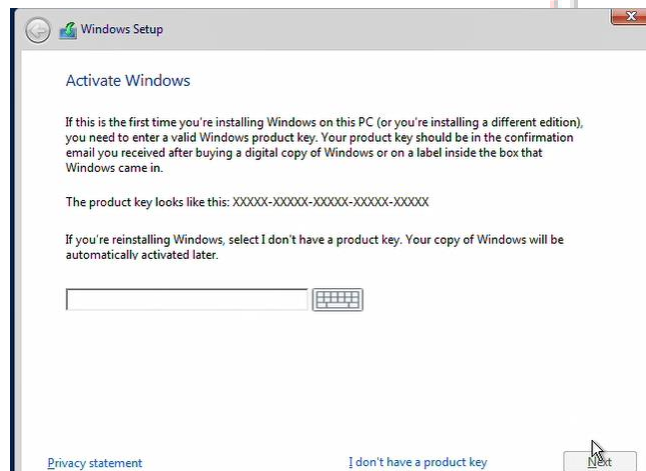 Windows Setup
Activate Windows
If this is the first time you're installing Windows on this PC (or you're installing a different edition),
you need to enter a valid Windows product key. Your product key should be in the confirmation
email you received after buying a digital copy of Windows or on a label inside the box that
Windows came in.
The product key looks like this: XXXXX-XXXXX-XXXXX-XXXXX-XXXXX
If you're reinstalling Windows, select I don't have a product key. Your copy of Windows will be
automatically activated later.
Privacy statement
I don't have a product key
Next